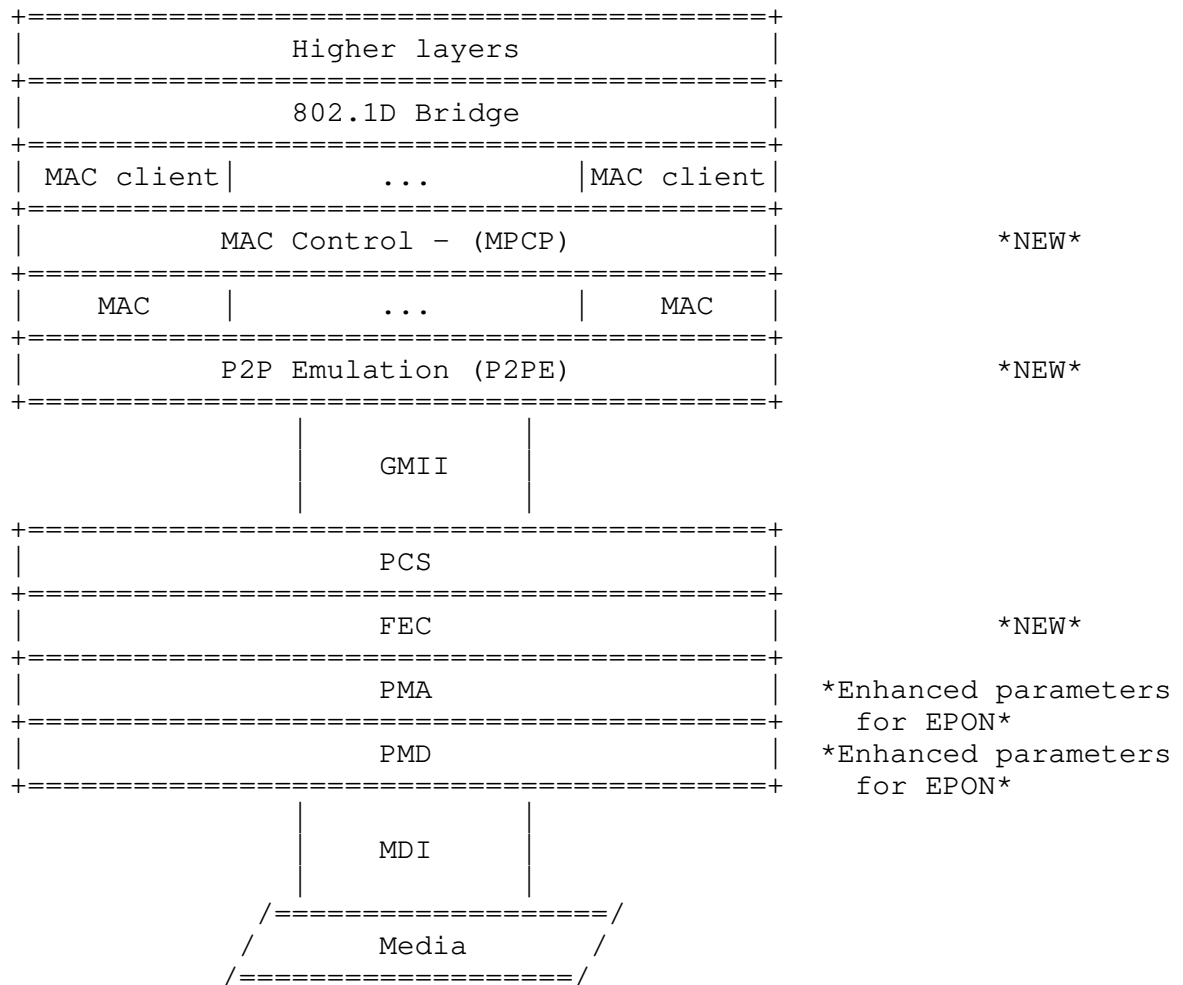 +==========================================+
| Higher layers |
+==========================================+
| 802.1D Bridge |
+==========================================+
| MAC client| ... |MAC client|
+==========================================+
| MAC Control - (MPCP) | *NEW*
+==========================================+
| MAC | ... | MAC |
+==========================================+
| P2P Emulation (P2PE) | *NEW*
+==========================================+
| |
| GMII |
| |
+==========================================+
| PCS |
+==========================================+
| FEC | *NEW*
+==========================================+
| PMA | *Enhanced parameters
+==========================================+ for EPON*
| PMD | *Enhanced parameters
+==========================================+ for EPON*
| |
| MDI |
| |
/===================/
/ Media /
/===================/